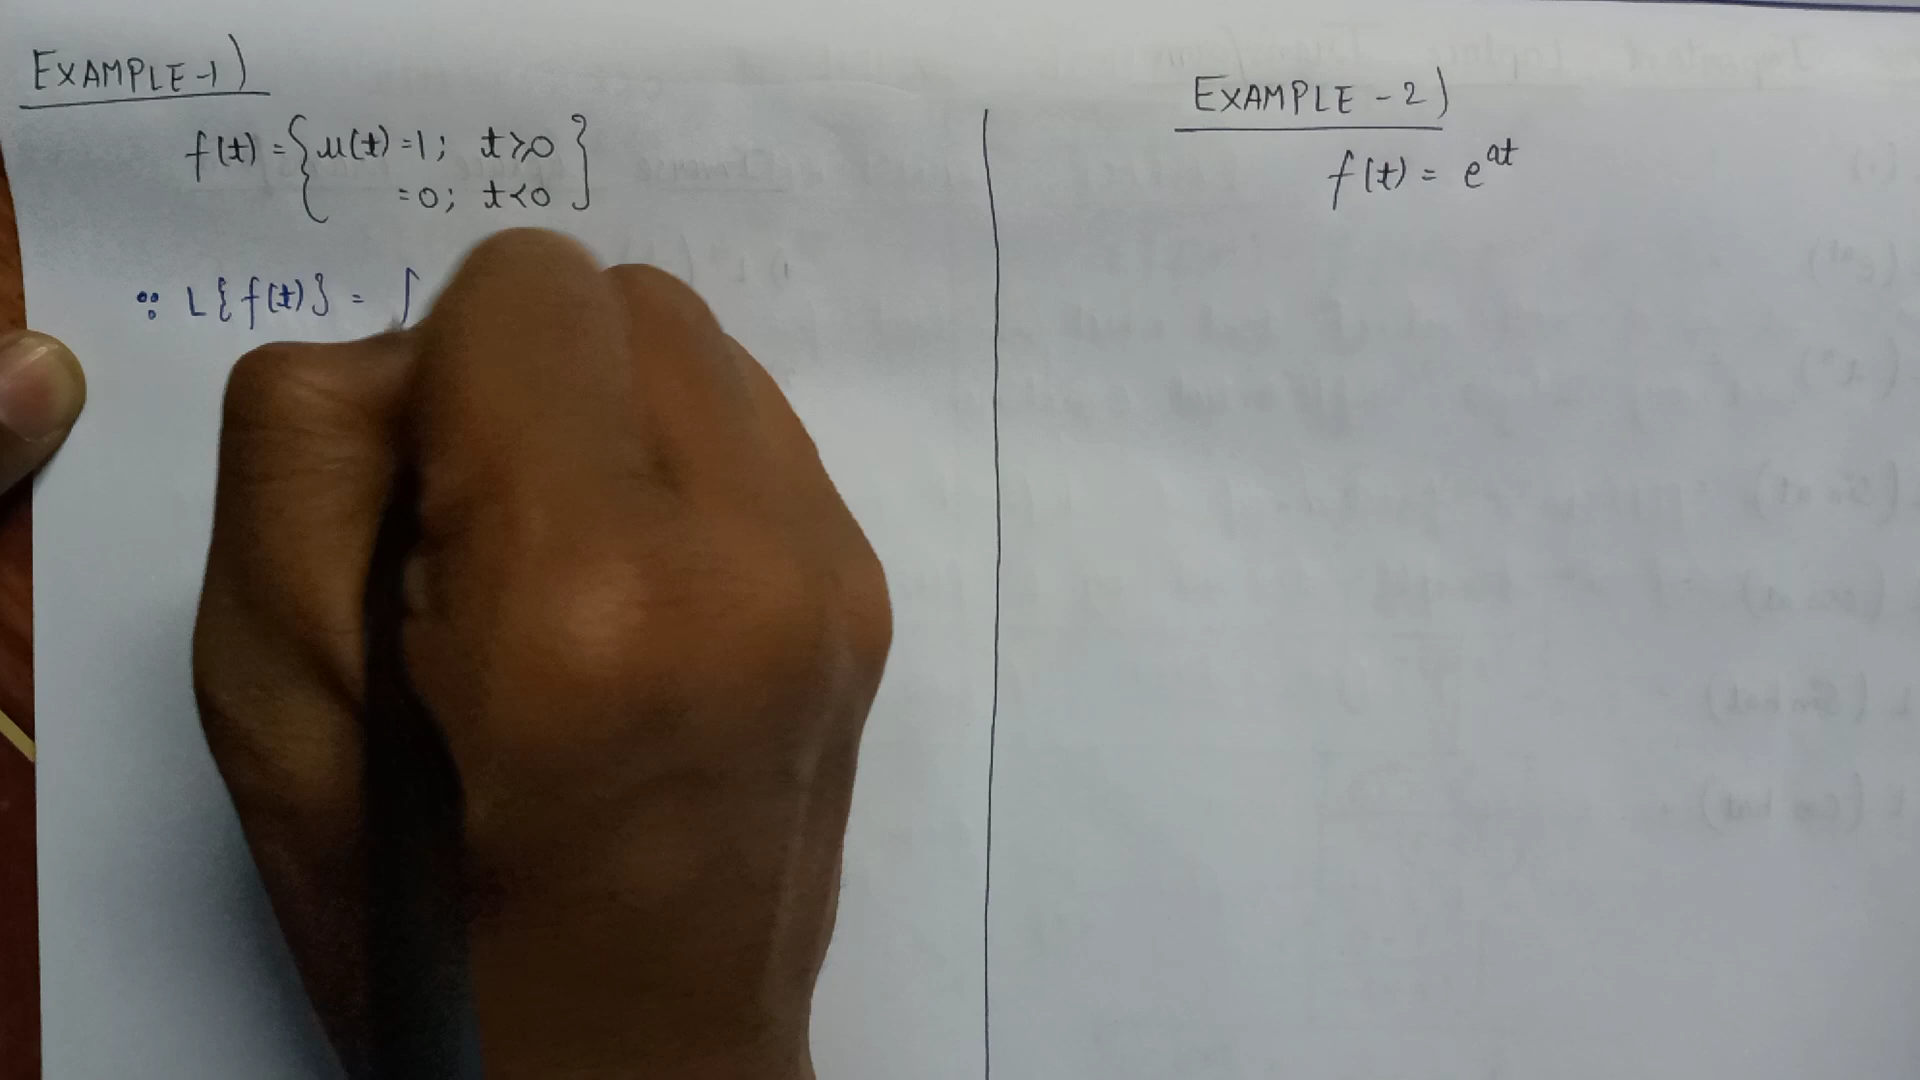 EXAMPLE-1)
f(t) = { u(t) = 1; t≥0 }
= 0; t<0
∵ L{f(t)} = ∫
EXAMPLE - 2)
f(t) = e^at